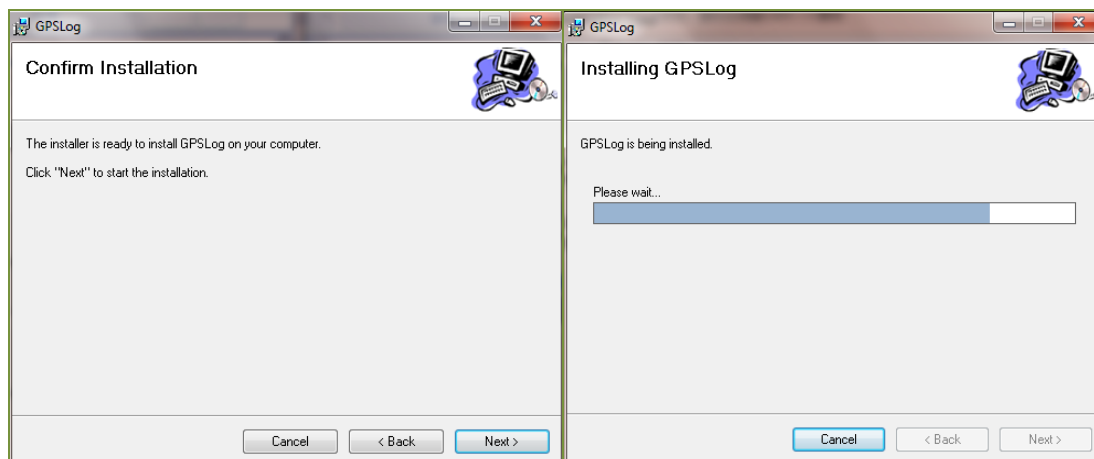 GPSLog
Confirm Installation
The installer is ready to install GPSLog on your computer.
Click "Next" to start the installation.
Cancel
< Back
Next >
GPSLog
Installing GPSLog
GPSLog is being installed.
Please wait...
Cancel
< Back
Next >